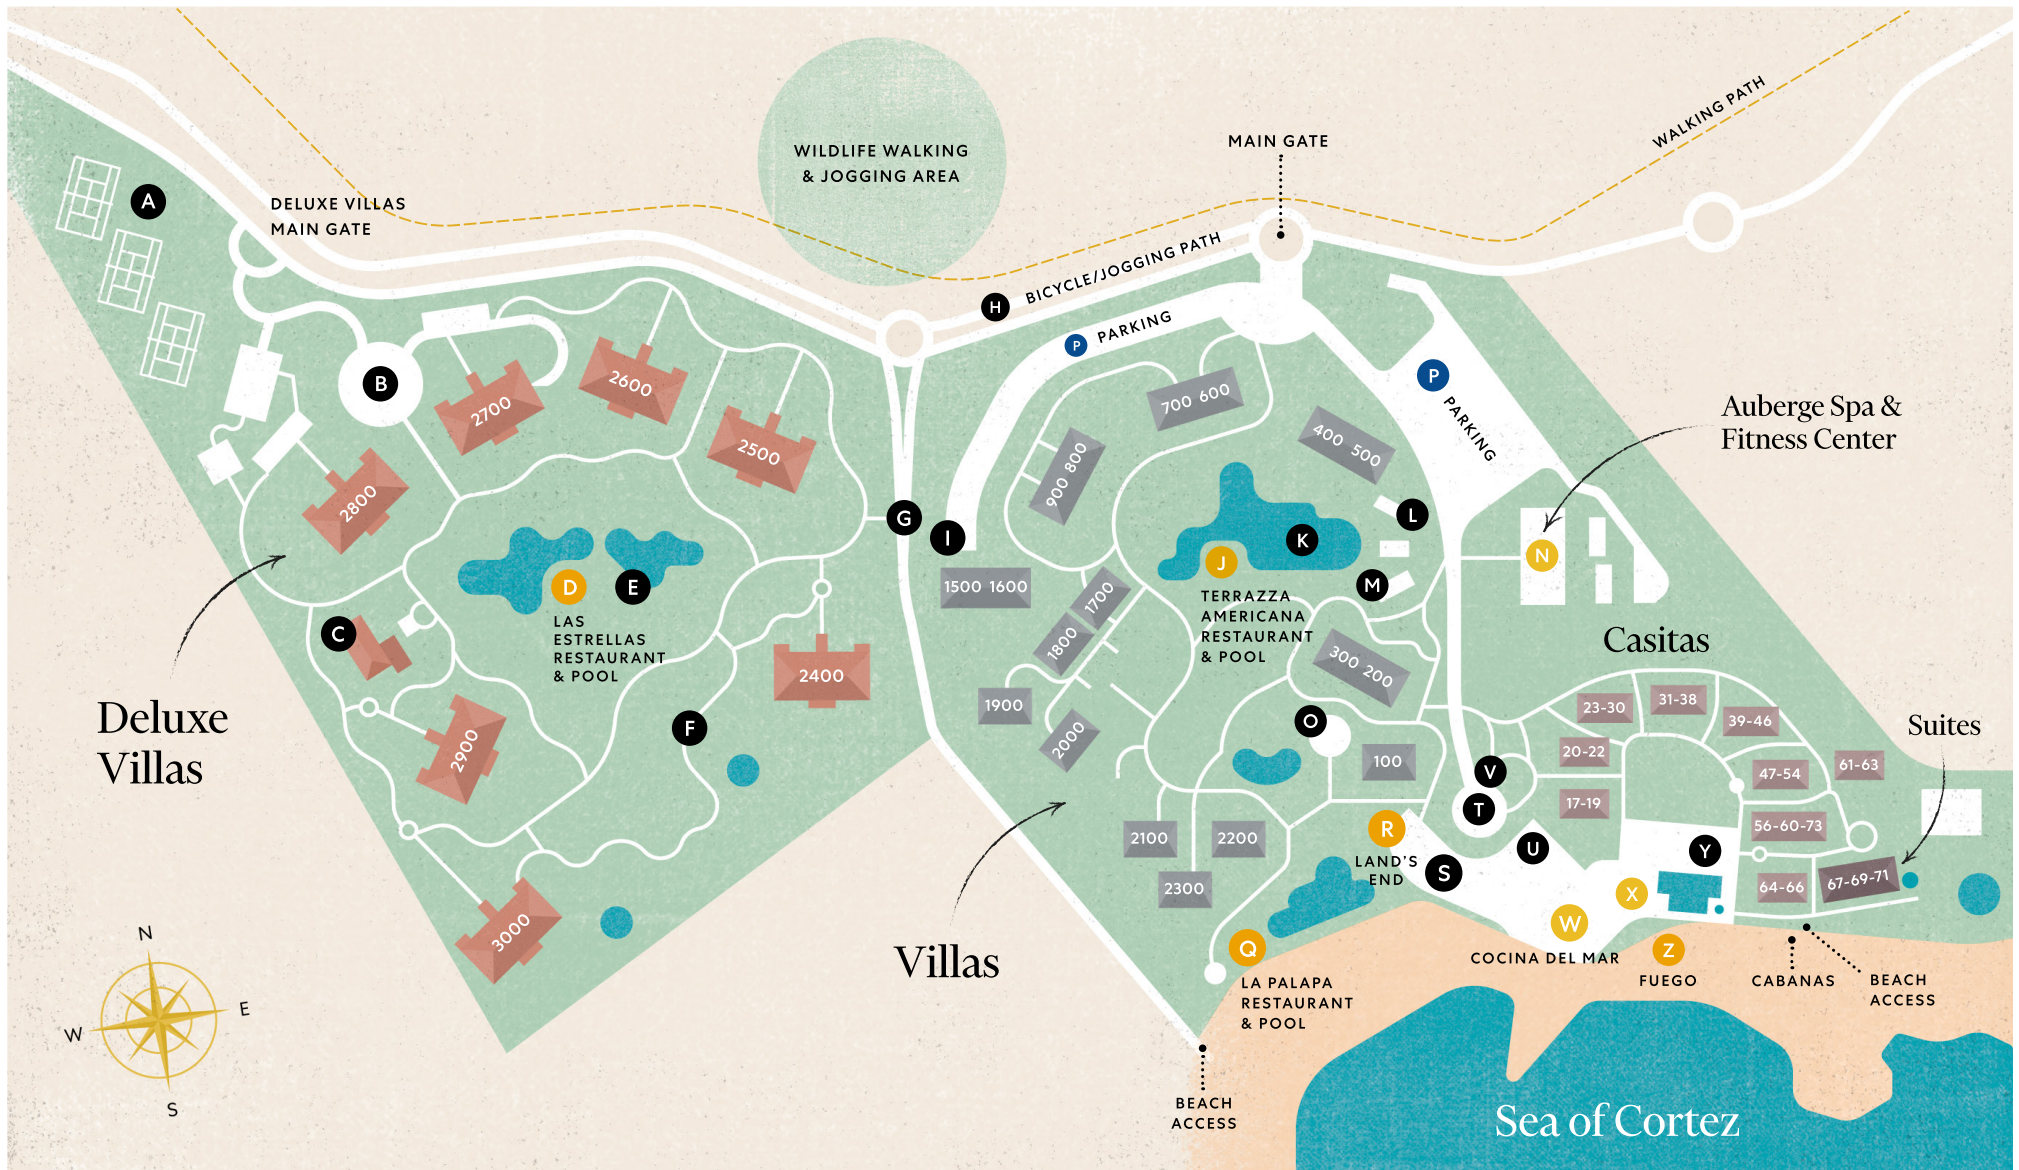 WILDLIFE WALKING
& JOGGING AREA
MAIN GATE
WALKING PATH
A
DELUXE VILLAS
MAIN GATE
H
BICYCLE/JOGGING PATH
P
PARKING
B
2700
2600
2500
2800
700 600
900 800
400 500
P
PARKING
Auberge Spa &
Fitness Center
G
I
K
L
J
M
N
D
E
LAS
ESTRELLAS
RESTAURANT
& POOL
1500 1600
1700
1800
TERRAZZA
AMERICANA
RESTAURANT
& POOL
300 200
Casitas
C
2400
F
2900
1900
2000
O
100
V
T
23-30
31-38
39-46
20-22
47-54
61-63
17-19
56-60-73
64-66
67-69-71
Suites
Deluxe
Villas
2100
2200
2300
R
LAND'S
END
S
U
Y
X
W
COCINA DEL MAR
Z
FUEGO
CABANAS
BEACH
ACCESS
3000
Villas
Q
LA PALAPA
RESTAURANT
& POOL
BEACH
ACCESS
Sea of Cortez
N
E
W
S